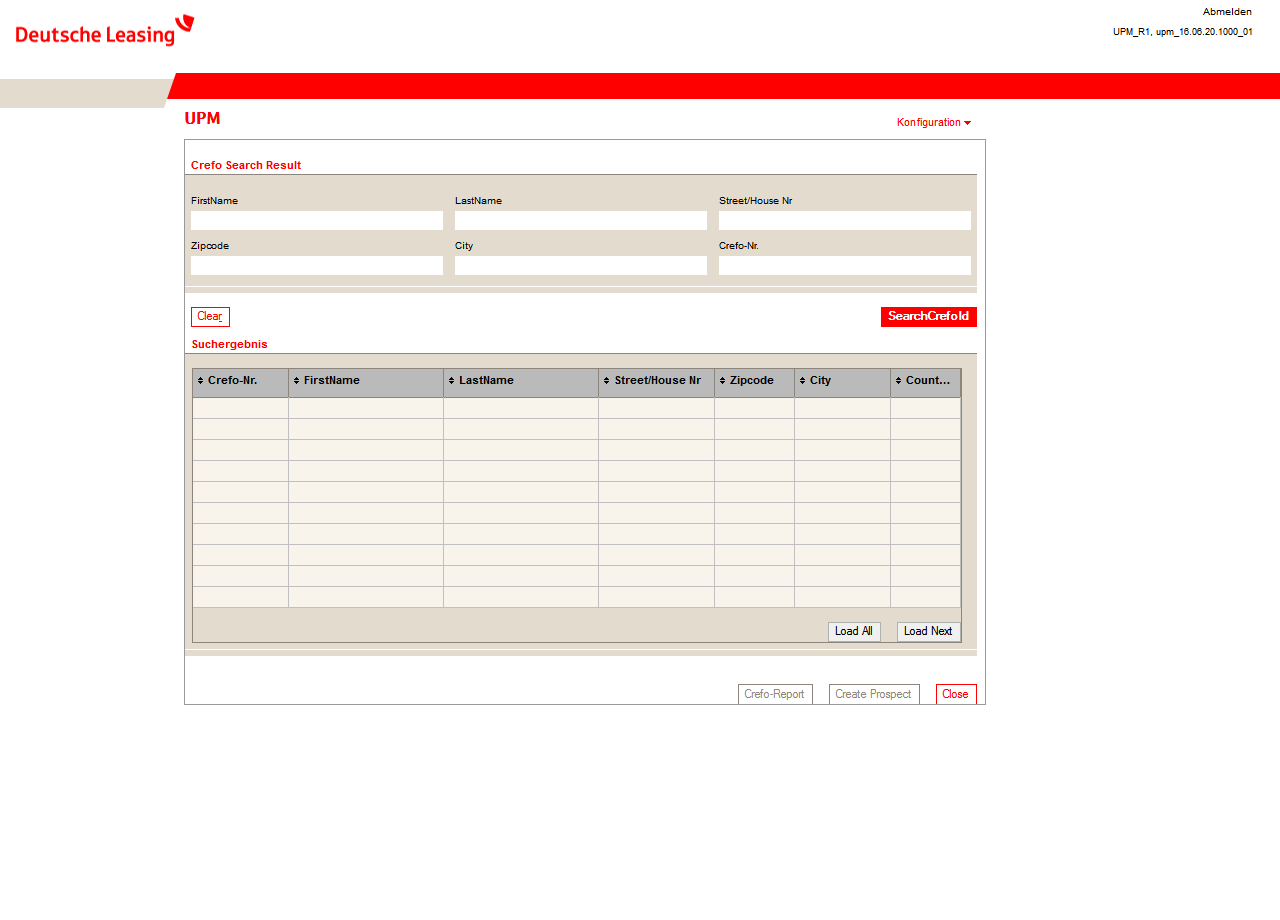 Deutsche Leasing
Abmelden
UPM_R1, upm_16.06.20.1000_01
UPM
Konfiguration
Crefo Search Result
FirstName LastName Street/House Nr
Zipcode City Crefo-Nr.
Clear SearchCrefoId
Suchergebnis
Crefo-Nr. FirstName LastName Street/House Nr Zipcode City Count...
Load All Load Next
Crefo-Report Create Prospect Close